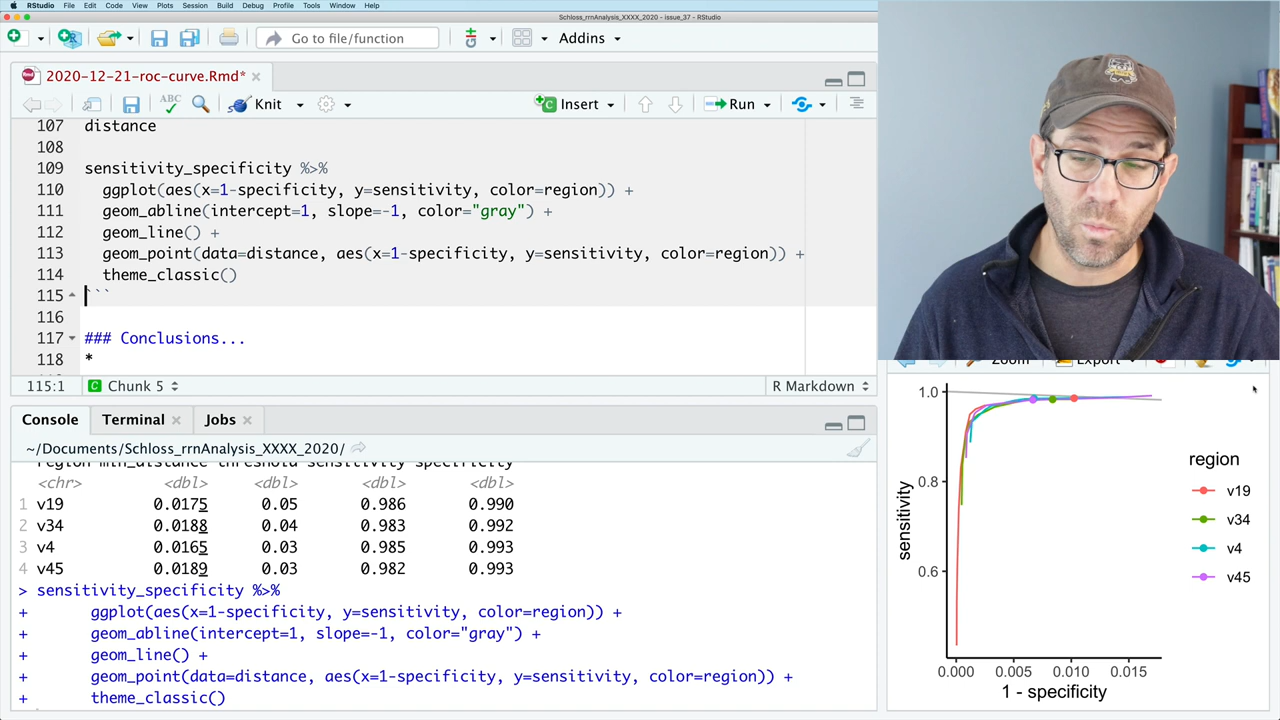 RStudio File Edit Code View Plots Session Build Debug Profile Tools Window Help
Schloss_rrnAnalysis_XXXX_2020 - issue_37 - RStudio
Go to file/function Addins
2020-12-21-roc-curve.Rmd*
ABC Knit Insert Run
107 distance
108
109 sensitivity_specificity %>%
110 ggplot(aes(x=1-specificity, y=sensitivity, color=region)) +
111 geom_abline(intercept=1, slope=-1, color="gray") +
112 geom_line() +
113 geom_point(data=distance, aes(x=1-specificity, y=sensitivity, color=region)) +
114 theme_classic()
115 ```
116
117 ### Conclusions...
118 *
115:1 Chunk 5 R Markdown
Console Terminal Jobs
~/Documents/Schloss_rrnAnalysis_XXXX_2020/
region min_distance threshold sensitivity specificity
<chr> <dbl> <dbl> <dbl> <dbl>
1 v19 0.0175 0.05 0.986 0.990
2 v34 0.0188 0.04 0.983 0.992
3 v4 0.0165 0.03 0.985 0.993
4 v45 0.0189 0.03 0.982 0.993
> sensitivity_specificity %>%
+ ggplot(aes(x=1-specificity, y=sensitivity, color=region)) +
+ geom_abline(intercept=1, slope=-1, color="gray") +
+ geom_line() +
+ geom_point(data=distance, aes(x=1-specificity, y=sensitivity, color=region)) +
+ theme_classic()
Zoom Export
1.0
0.8
0.6
sensitivity
0.000 0.005 0.010 0.015
1 - specificity
region
v19
v34
v4
v45